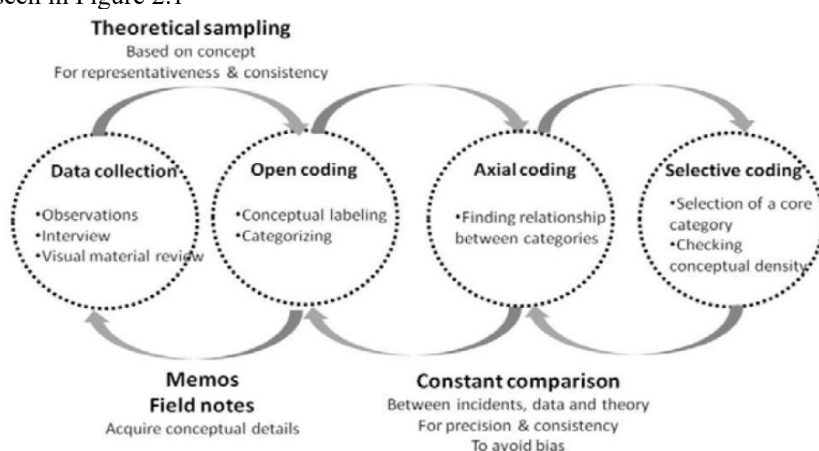 seen in Figure 2.1
Theoretical sampling
Based on concept
For representativeness & consistency
Data collection
•Observations
•Interview
•Visual material review
Open coding
•Conceptual labeling
•Categorizing
Axial coding
•Finding relationship
between categories
Selective coding
•Selection of a core
category
•Checking
conceptual density
Memos
Field notes
Acquire conceptual details
Constant comparison
Between incidents, data and theory
For precision & consistency
To avoid bias